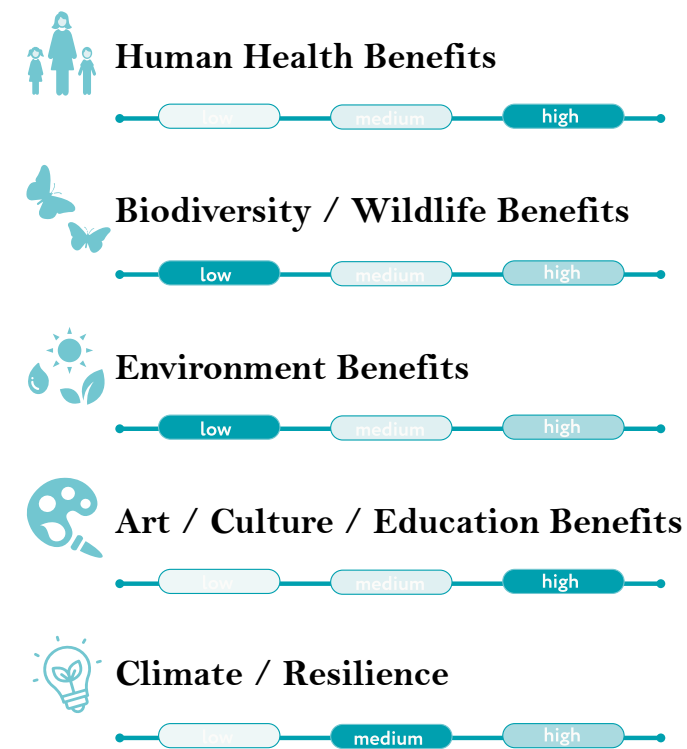 Human Health Benefits
low medium high
Biodiversity / Wildlife Benefits
low medium high
Environment Benefits
low medium high
Art / Culture / Education Benefits
low medium high
Climate / Resilience
low medium high